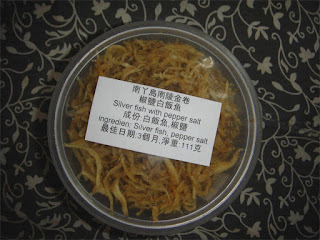 南丫島南陵金卷
椒鹽白飯魚
Silver fish with pepper salt
成份:白飯魚,椒鹽
ingredien: Silver fish, pepper salt
最佳日期:3個月,淨重:111克